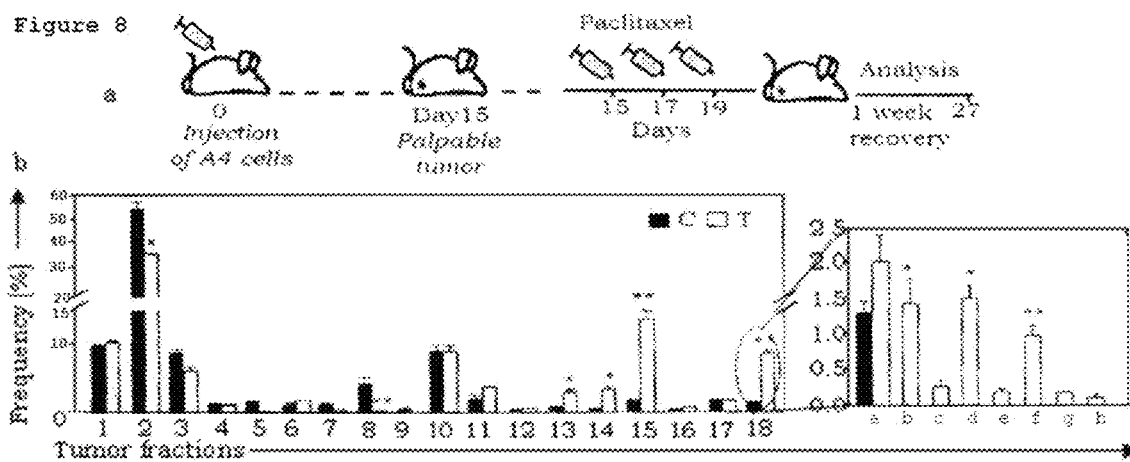 Figure 8
Paclitaxel
a
0
Injection
of A4 cells
Day15
Palpable
tumor
15 17 19
Days
Analysis
1 week 27
recovery
b
Frequency [%]
60
50
40
30
20
15
10
0
C T
* ** * * ** * *
1 2 3 4 5 6 7 8 9 10 11 12 13 14 15 16 17 18
Tumor fractions
2.5
2.0
1.5
1.0
0.5
0.0
* * **
a b c d e f g h